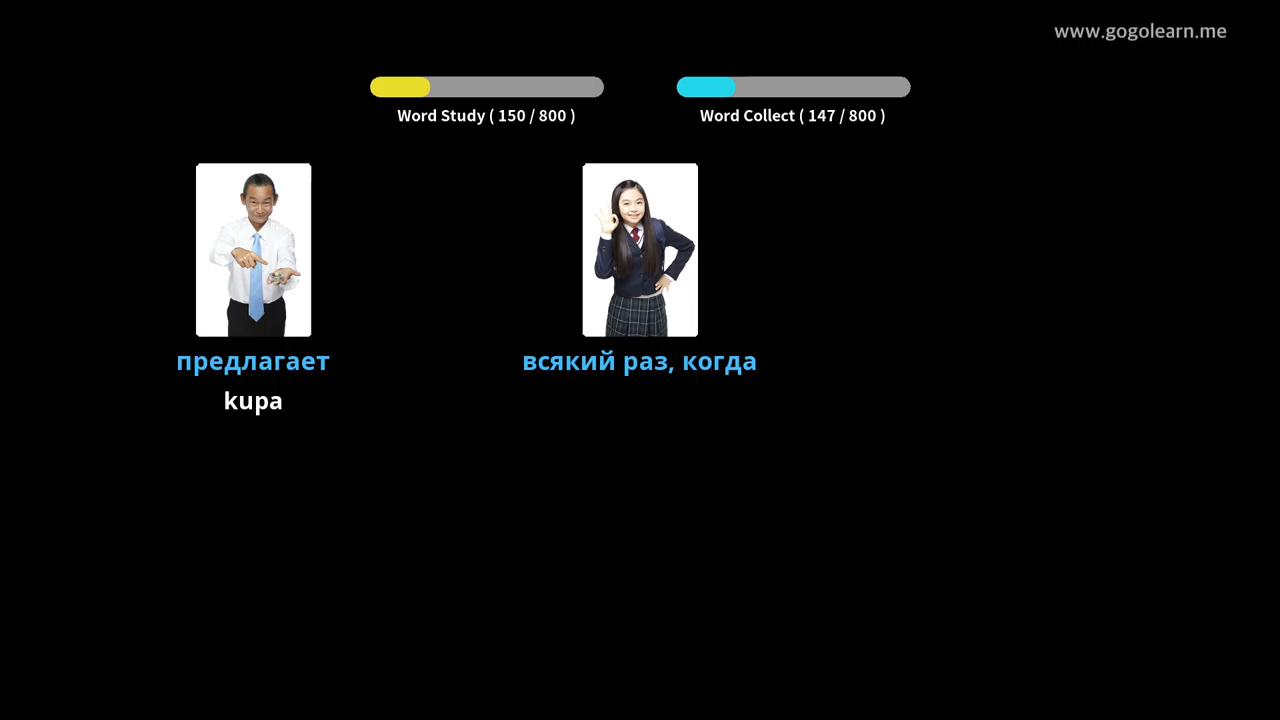 www.gogolearn.me
Word Study ( 150 / 800 )
Word Collect ( 147 / 800 )
предлагает
kupa
всякий раз, когда